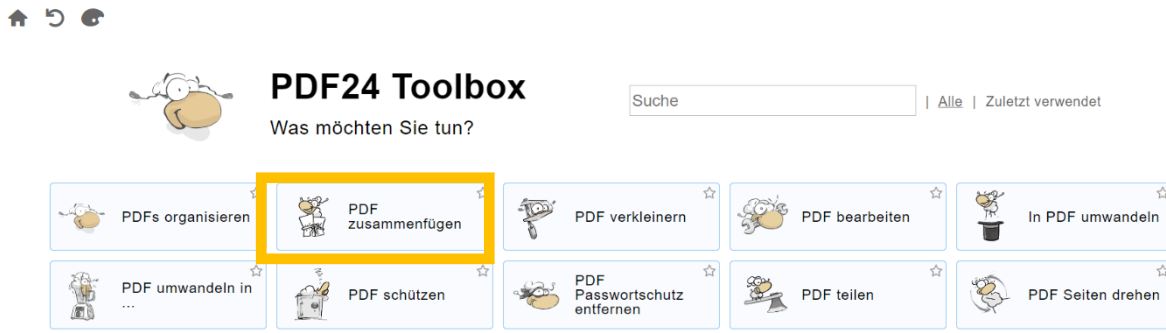 PDF24 Toolbox
Was möchten Sie tun?
Suche
| Alle | Zuletzt verwendet
PDFs organisieren
PDF
zusammenfügen
PDF verkleinern
PDF bearbeiten
In PDF umwandeln
PDF umwandeln in
...
PDF schützen
PDF
Passwortschutz
entfernen
PDF teilen
PDF Seiten drehen